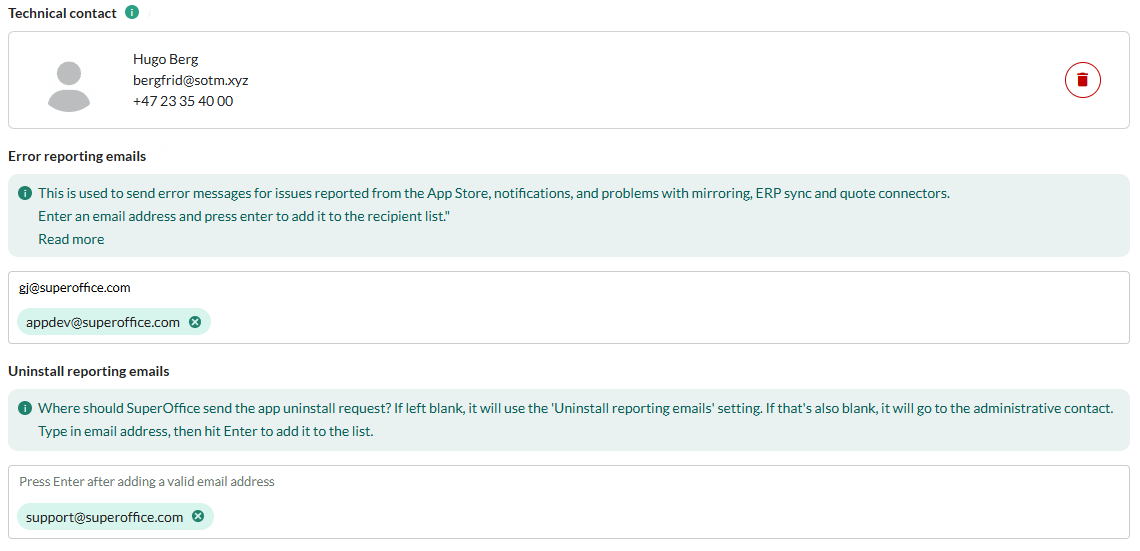 Technical contact
Hugo Berg
bergfrid@sotm.xyz
+47 23 35 40 00
Error reporting emails
This is used to send error messages for issues reported from the App Store, notifications, and problems with mirroring, ERP sync and quote connectors.
Enter an email address and press enter to add it to the recipient list."
Read more
gj@superoffice.com
appdev@superoffice.com
Uninstall reporting emails
Where should SuperOffice send the app uninstall request? If left blank, it will use the 'Uninstall reporting emails' setting. If that's also blank, it will go to the administrative contact.
Type in email address, then hit Enter to add it to the list.
Press Enter after adding a valid email address
support@superoffice.com